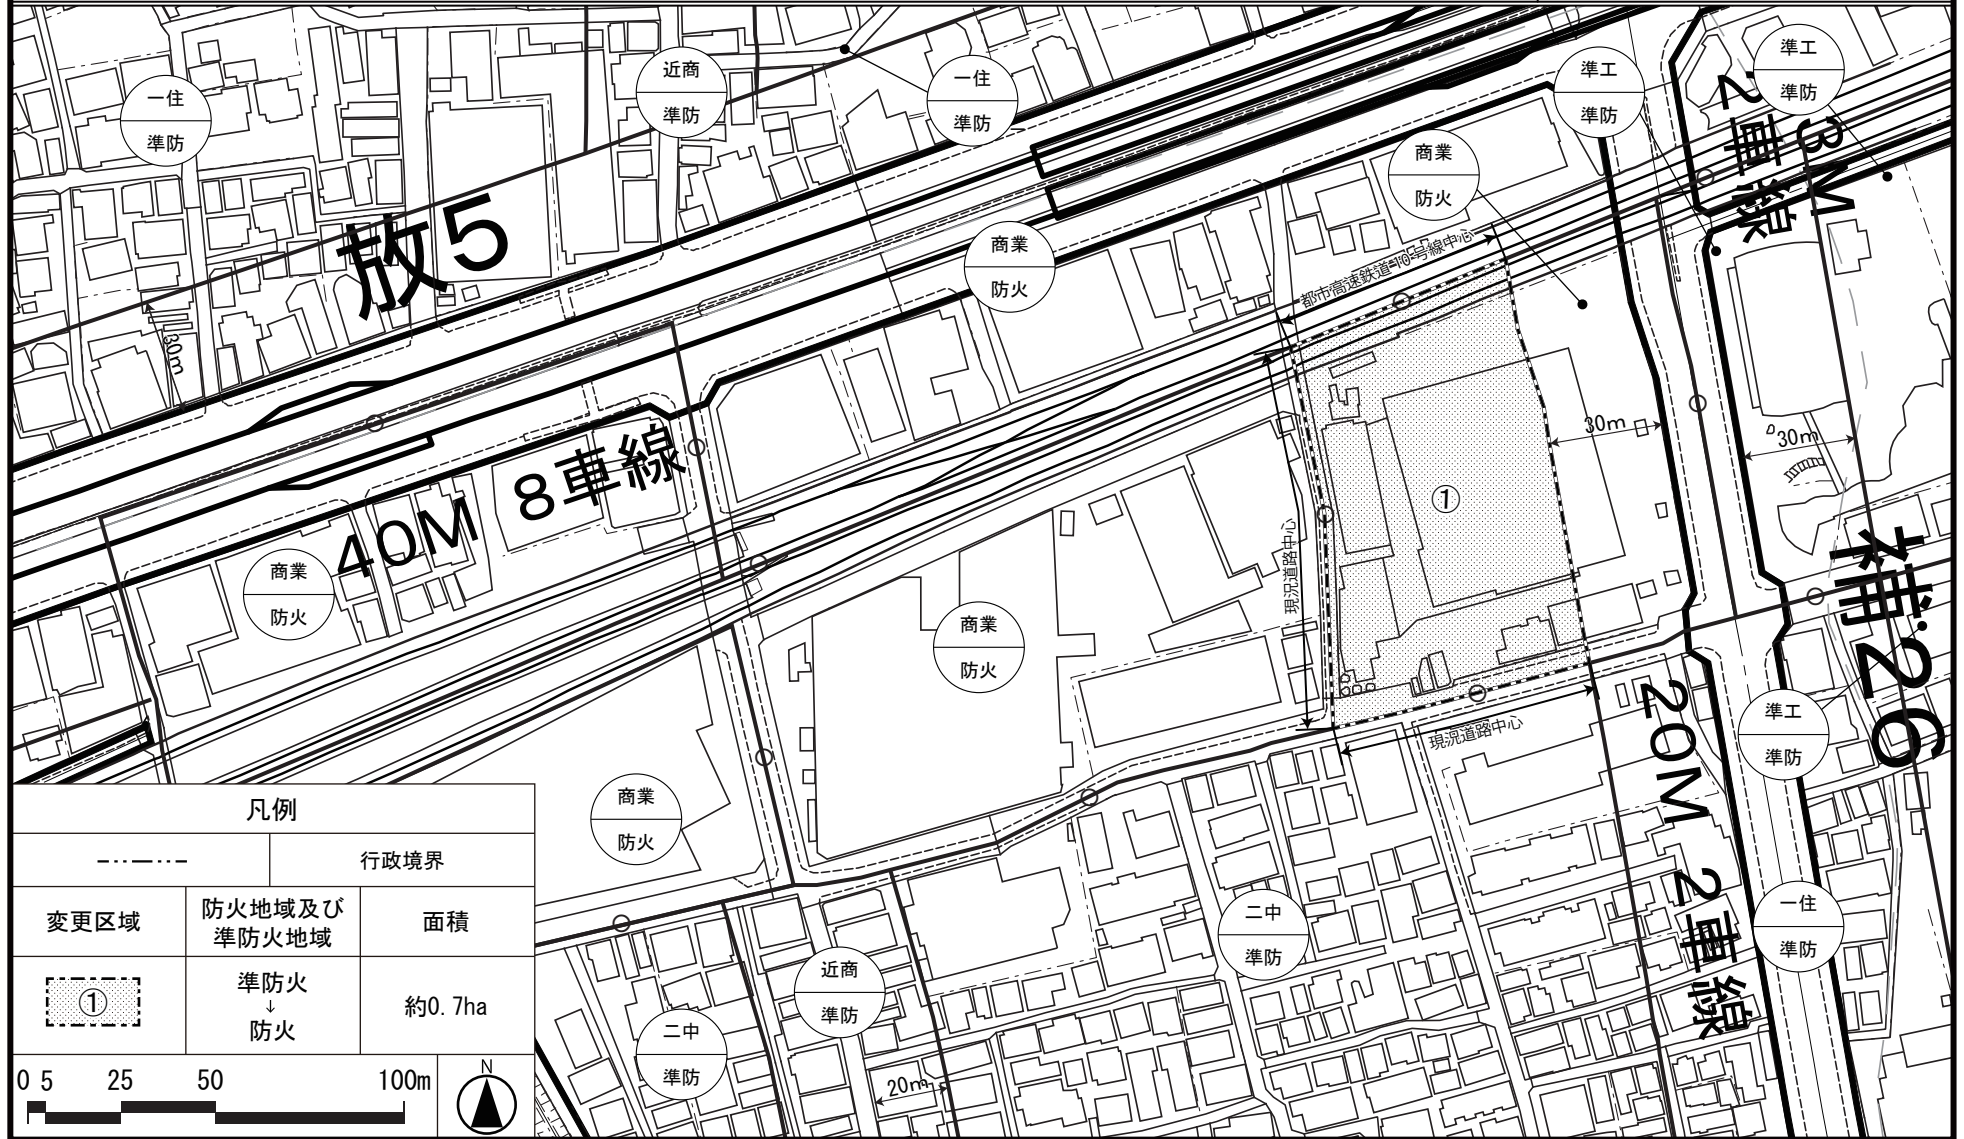 一住
準防
近商
準防
一住
準防
準工
準防
準工
準防
商業
防火
商業
防火
放5
30m
40M 8車線
都市高速鉄道10号線中心
3M
2車線
30m
30m
①
現況道路中心
現況道路中心
補26
商業
防火
商業
防火
商業
防火
準工
準防
20M 2車線
二中
準防
一住
準防
近商
準防
二中
準防
20m
凡例
行政境界
変更区域
防火地域及び
準防火地域
面積
①
準防火
↓
防火
約0.7ha
0 5 25 50 100m
N